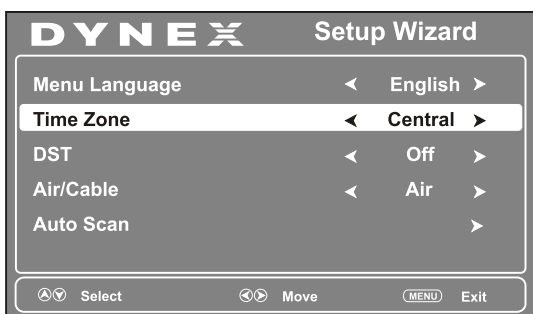 DYNEX Setup Wizard
Menu Language English
Time Zone Central
DST Off
Air/Cable Air
Auto Scan
Select Move MENU Exit